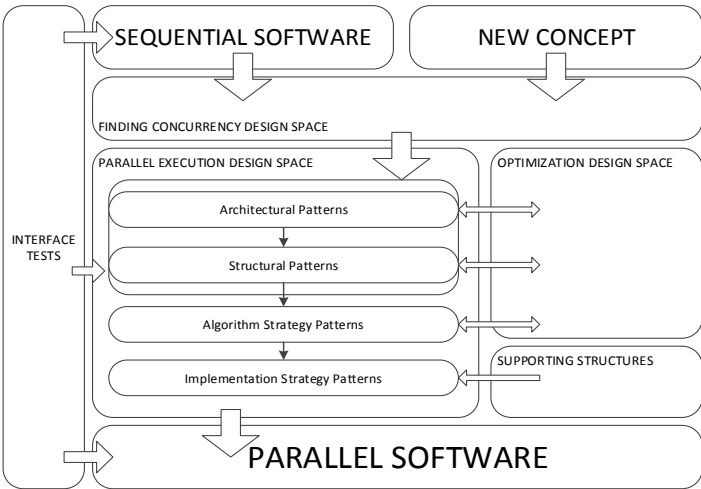 SEQUENTIAL SOFTWARE
NEW CONCEPT
FINDING CONCURRENCY DESIGN SPACE
PARALLEL EXECUTION DESIGN SPACE
OPTIMIZATION DESIGN SPACE
Architectural Patterns
INTERFACE
TESTS
Structural Patterns
Algorithm Strategy Patterns
SUPPORTING STRUCTURES
Implementation Strategy Patterns
PARALLEL SOFTWARE